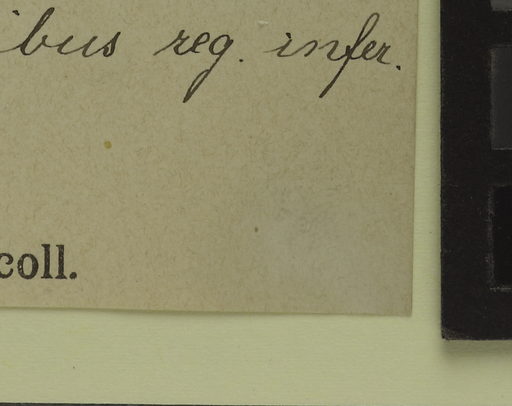 ibus reg. infer.
coll.